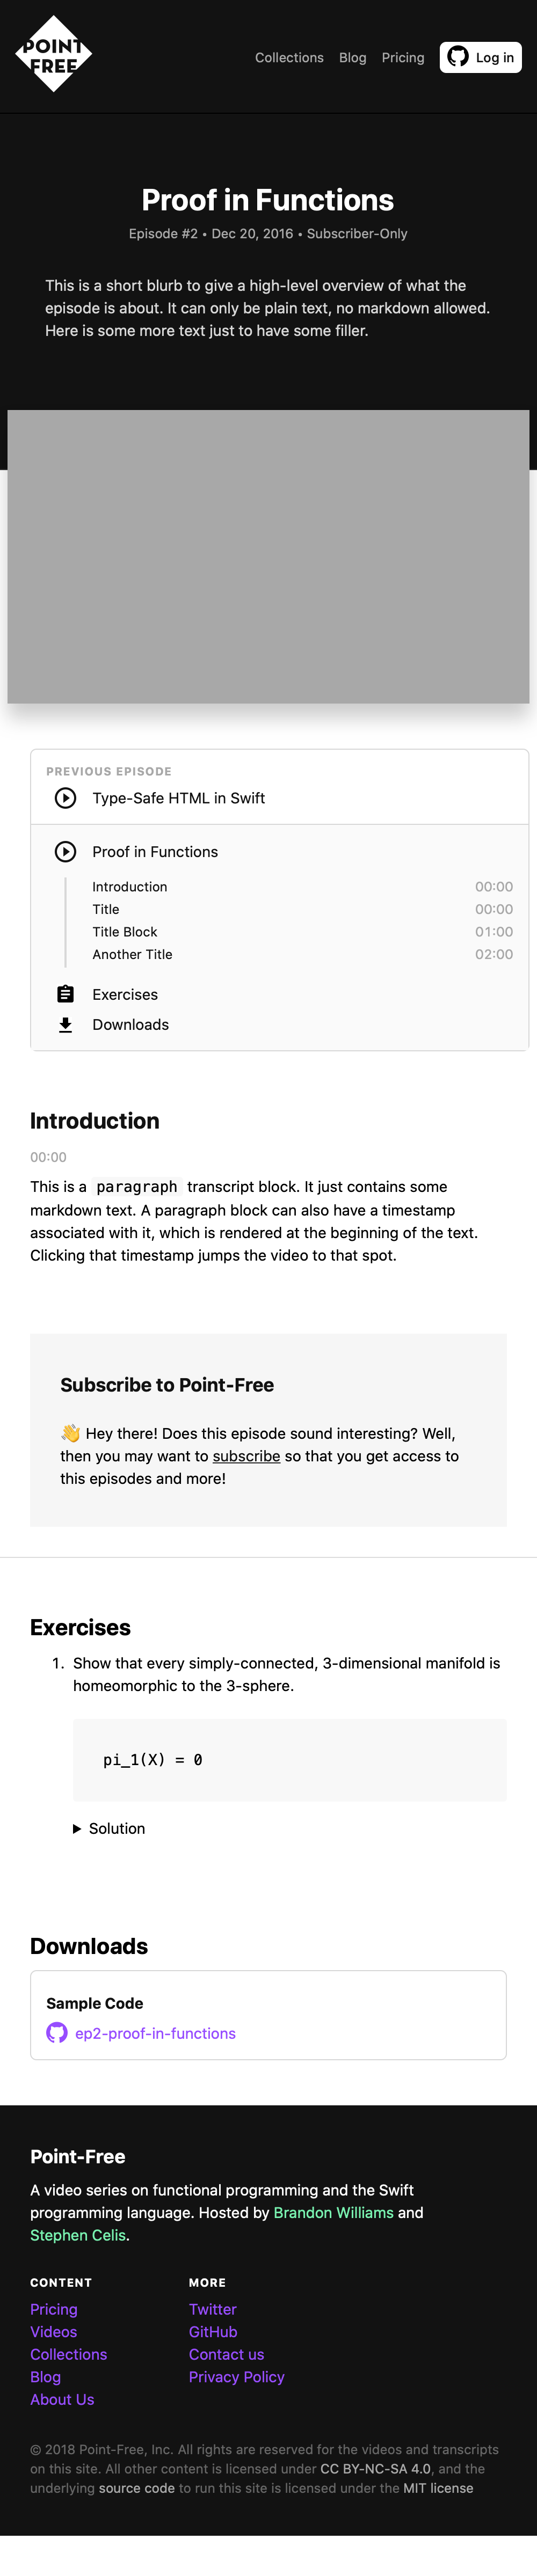 POINT
FREE
Collections
Blog
Pricing
Log in
Proof in Functions
Episode #2 • Dec 20, 2016 • Subscriber-Only
This is a short blurb to give a high-level overview of what the
episode is about. It can only be plain text, no markdown allowed.
Here is some more text just to have some filler.
PREVIOUS EPISODE
Type-Safe HTML in Swift
Proof in Functions
Introduction 00:00
Title 00:00
Title Block 01:00
Another Title 02:00
Exercises
Downloads
Introduction
00:00
This is a paragraph transcript block. It just contains some
markdown text. A paragraph block can also have a timestamp
associated with it, which is rendered at the beginning of the text.
Clicking that timestamp jumps the video to that spot.
Subscribe to Point-Free
👋 Hey there! Does this episode sound interesting? Well,
then you may want to subscribe so that you get access to
this episodes and more!
Exercises
1. Show that every simply-connected, 3-dimensional manifold is
homeomorphic to the 3-sphere.
pi_1(X) = 0
Solution
Downloads
Sample Code
ep2-proof-in-functions
Point-Free
A video series on functional programming and the Swift
programming language. Hosted by Brandon Williams and
Stephen Celis.
CONTENT
Pricing
Videos
Collections
Blog
About Us
MORE
Twitter
GitHub
Contact us
Privacy Policy
© 2018 Point-Free, Inc. All rights are reserved for the videos and transcripts
on this site. All other content is licensed under CC BY-NC-SA 4.0, and the
underlying source code to run this site is licensed under the MIT license